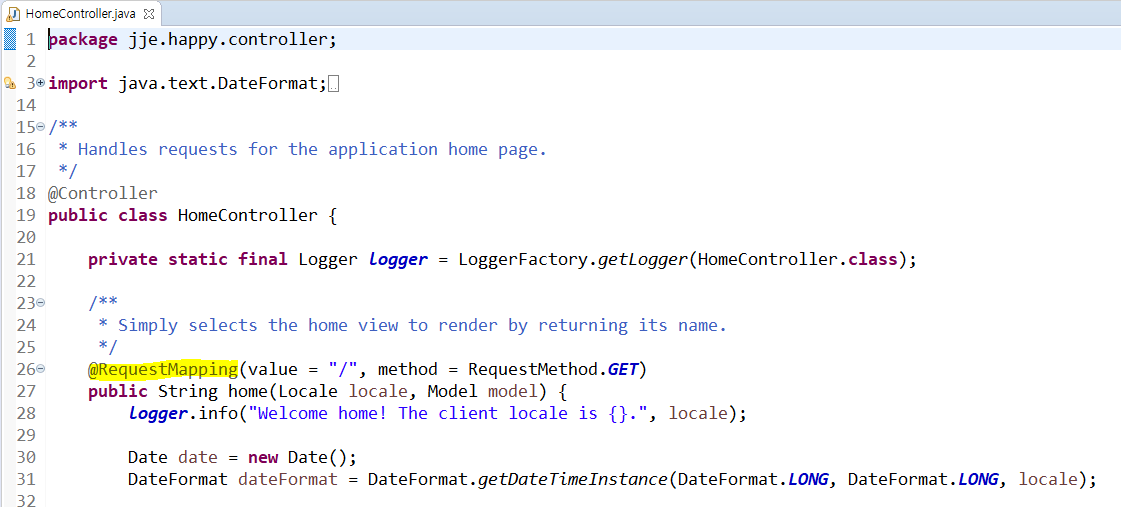 HomeController.java
1 package jje.happy.controller;
2
3 import java.text.DateFormat;
14
15 /**
16 * Handles requests for the application home page.
17 */
18 @Controller
19 public class HomeController {
20
21 private static final Logger logger = LoggerFactory.getLogger(HomeController.class);
22
23 /**
24 * Simply selects the home view to render by returning its name.
25 */
26 @RequestMapping(value = "/", method = RequestMethod.GET)
27 public String home(Locale locale, Model model) {
28 logger.info("Welcome home! The client locale is {}.", locale);
29
30 Date date = new Date();
31 DateFormat dateFormat = DateFormat.getDateTimeInstance(DateFormat.LONG, DateFormat.LONG, locale);
32